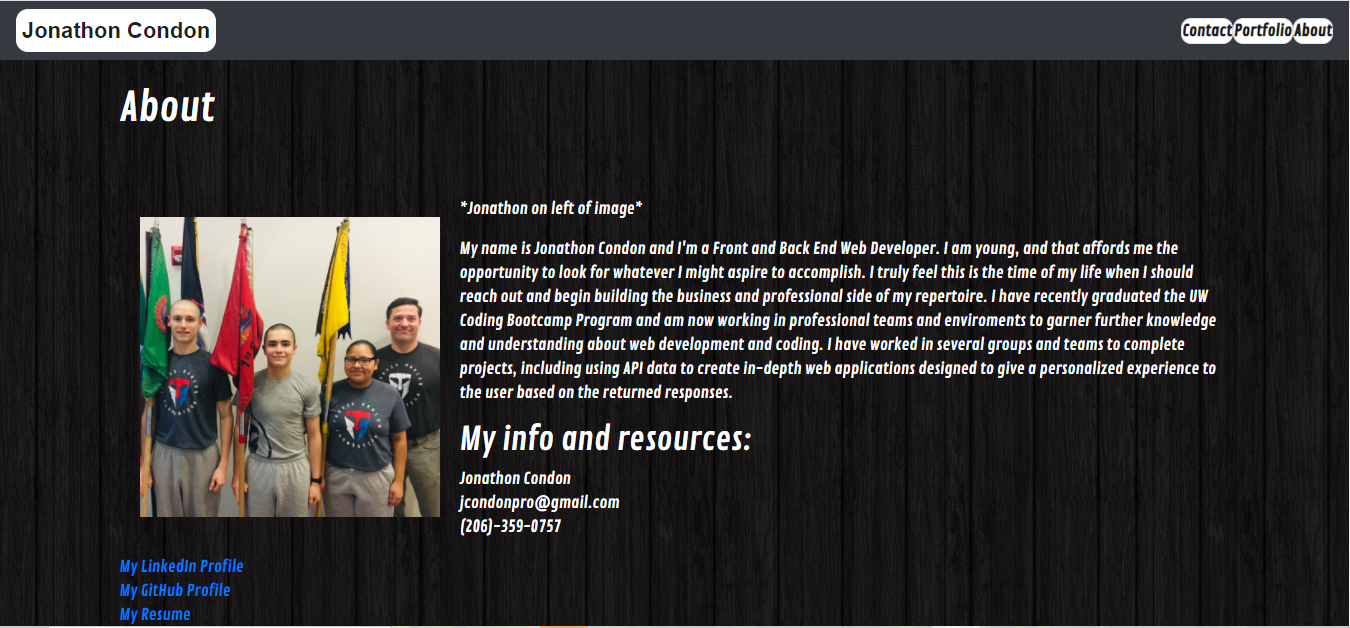 Jonathon Condon
Contact Portfolio About
About
*Jonathon on left of image*
My name is Jonathon Condon and I'm a Front and Back End Web Developer. I am young, and that affords me the
opportunity to look for whatever I might aspire to accomplish. I truly feel this is the time of my life when I should
reach out and begin building the business and professional side of my repertoire. I have recently graduated the UW
Coding Bootcamp Program and am now working in professional teams and enviroments to garner further knowledge
and understanding about web development and coding. I have worked in several groups and teams to complete
projects, including using API data to create in-depth web applications designed to give a personalized experience to
the user based on the returned responses.
My info and resources:
Jonathon Condon
jcondonpro@gmail.com
(206)-359-0757
My LinkedIn Profile
My GitHub Profile
My Resume